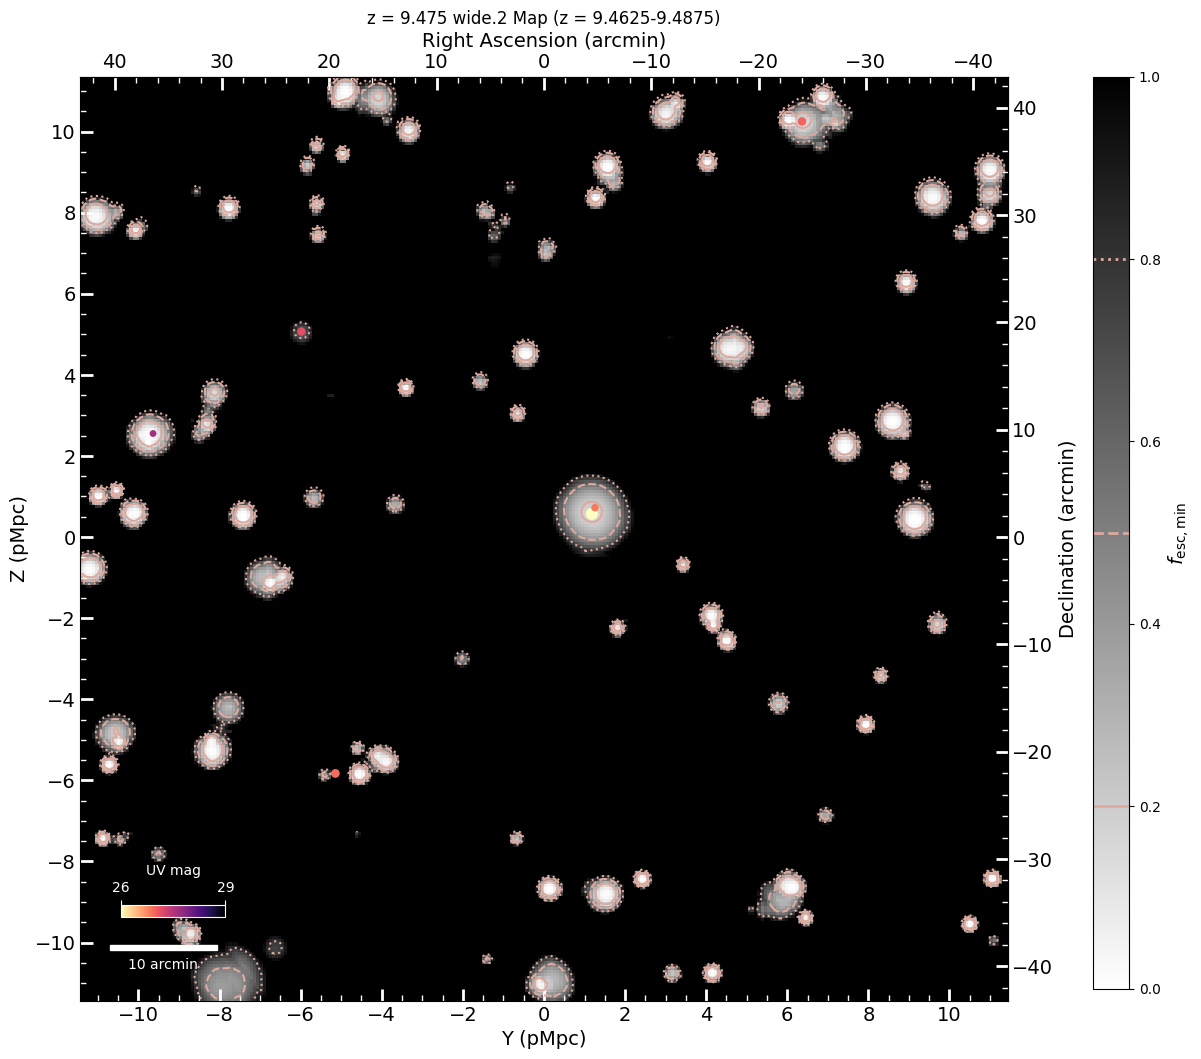 z = 9.475 wide.2 Map (z = 9.4625-9.4875)
Right Ascension (arcmin)
40 30 20 10 0 −10 −20 −30 −40
10
8
6
4
2
0
−2
−4
−6
−8
−10
Z (pMpc)
40
30
20
10
0
−10
−20
−30
−40
Declination (arcmin)
1.0
0.8
0.6
0.4
0.2
0.0
fesc, min
UV mag
26 29
10 arcmin
−10 −8 −6 −4 −2 0 2 4 6 8 10
Y (pMpc)